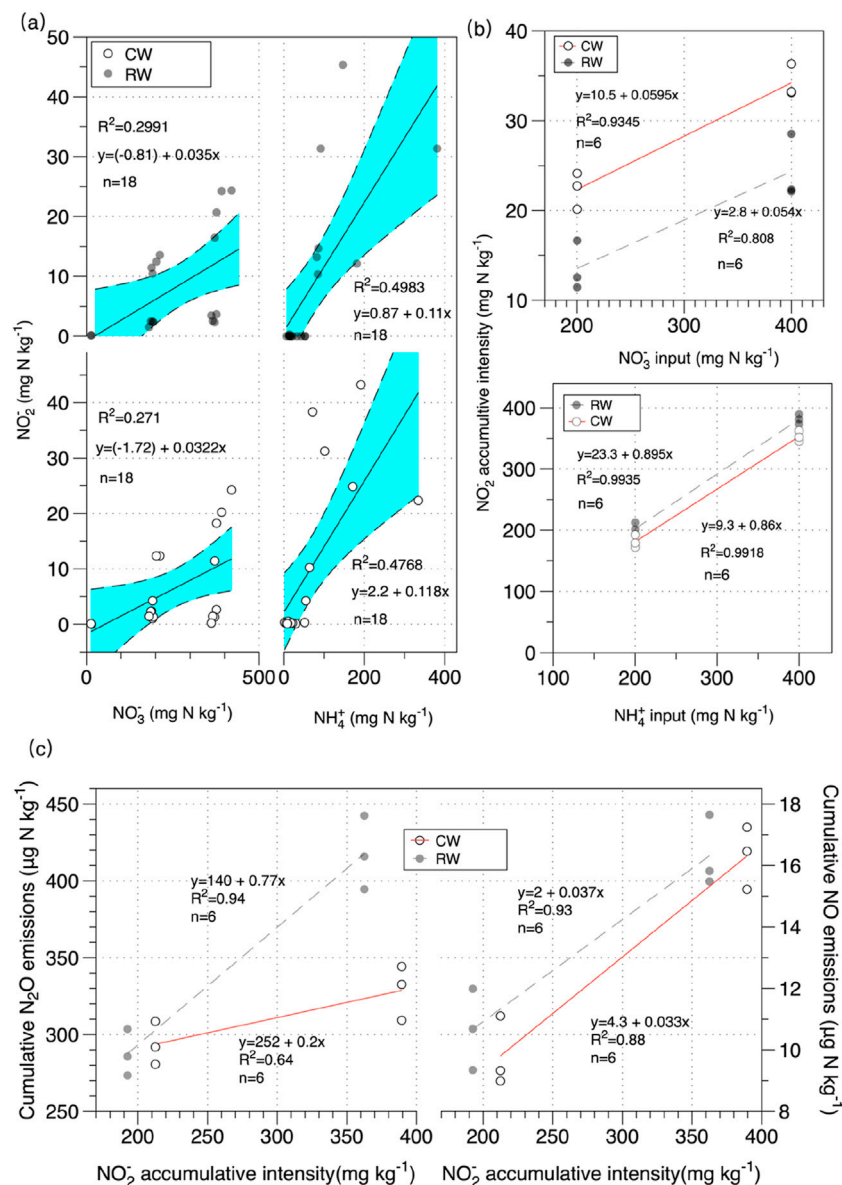 (a)
CW
RW
R²=0.2991
y=(-0.81) + 0.035x
n=18
R²=0.4983
y=0.87 + 0.11x
n=18
50
40
30
20
10
0
NO₂⁻ (mg N kg⁻¹)
R²=0.271
y=(-1.72) + 0.0322x
n=18
R²=0.4768
y=2.2 + 0.118x
n=18
40
30
20
10
0
0 500
0 200 400
NO₃⁻ (mg N kg⁻¹)
NH₄⁺ (mg N kg⁻¹)
(b)
CW
RW
y=10.5 + 0.0595x
R²=0.9345
n=6
y=2.8 + 0.054x
R²=0.808
n=6
40
30
20
10
200 300 400
NO₃⁻ input (mg N kg⁻¹)
NO₂⁻ accumultive intensity (mg N kg⁻¹)
RW
CW
y=23.3 + 0.895x
R²=0.9935
n=6
y=9.3 + 0.86x
R²=0.9918
n=6
400
300
200
100
0
100 200 300 400
NH₄⁺ input (mg N kg⁻¹)
(c)
Cumulative N₂O emissions (µg N kg⁻¹)
450
400
350
300
250
CW
RW
y=140 + 0.77x
R²=0.94
n=6
y=252 + 0.2x
R²=0.64
n=6
200 250 300 350 400
NO₂⁻ accumulative intensity(mg kg⁻¹)
y=2 + 0.037x
R²=0.93
n=6
y=4.3 + 0.033x
R²=0.88
n=6
18
16
14
12
10
8
Cumulative NO emissions (µg N kg⁻¹)
200 250 300 350 400
NO₂⁻ accumulative intensity(mg kg⁻¹)